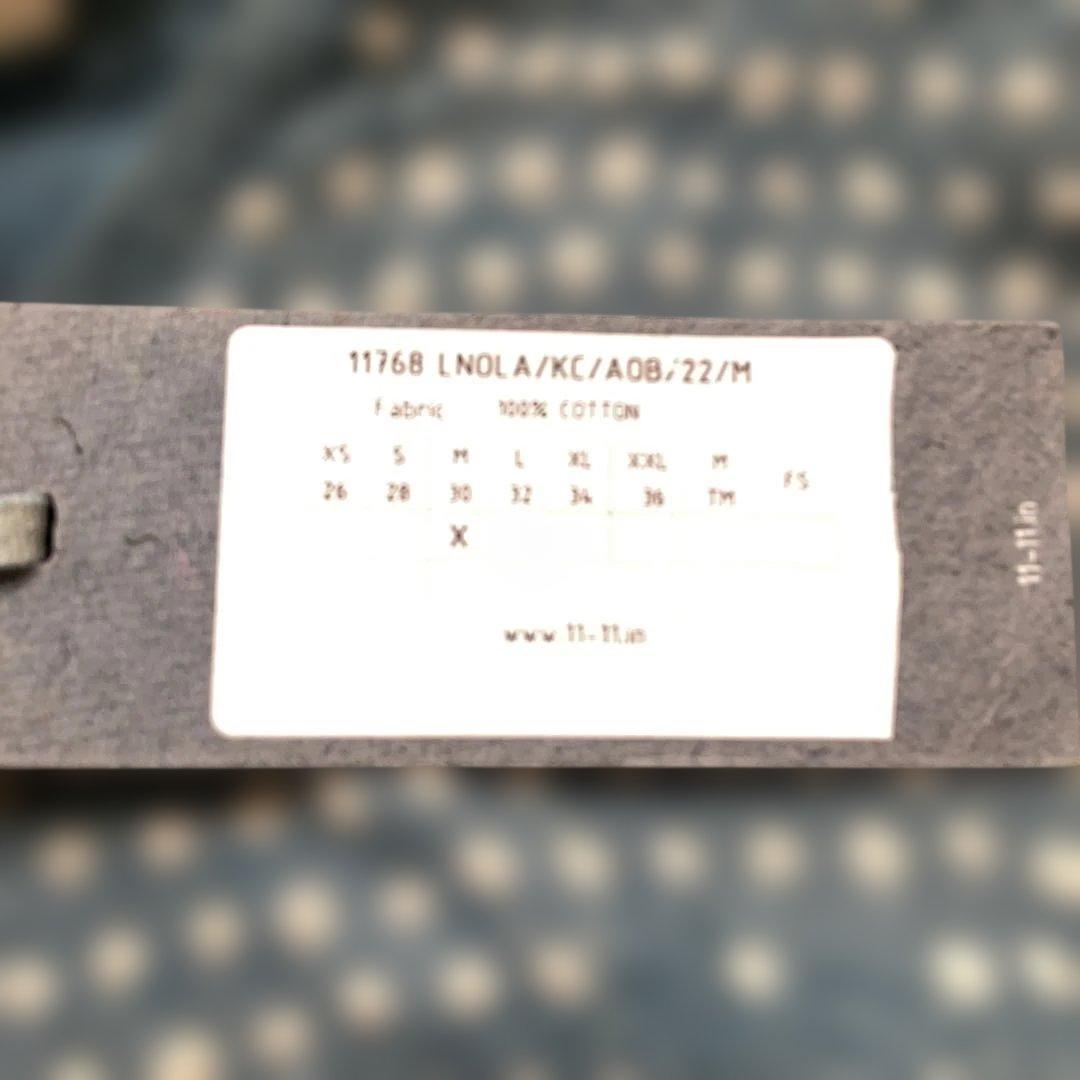 11768 LNOLA/KC/AOB/22/M
Fabric 100% COTTON
XS S M L XL XXL M FS
26 28 30 32 34 36 TM
X
www.11-11.in
11-11.in